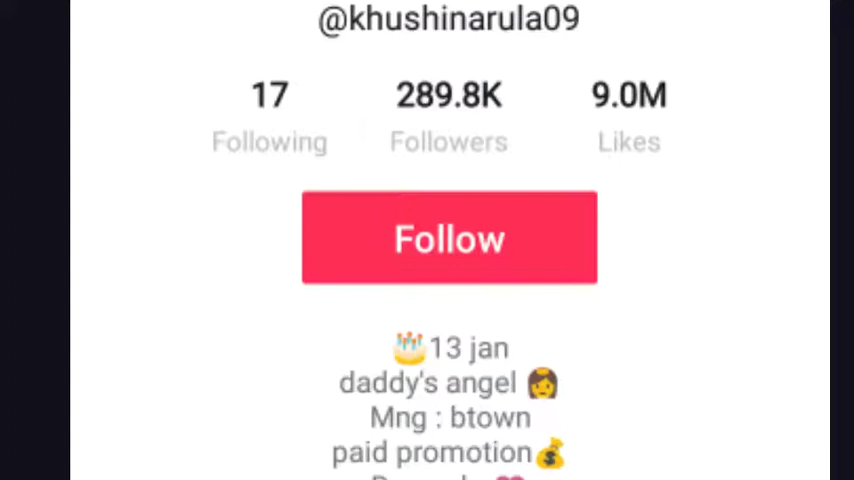 @khushinarula09
17 289.8K 9.0M
Following Followers Likes
Follow
🎂13 jan
daddy's angel 👸
Mng : btown
paid promotion💰